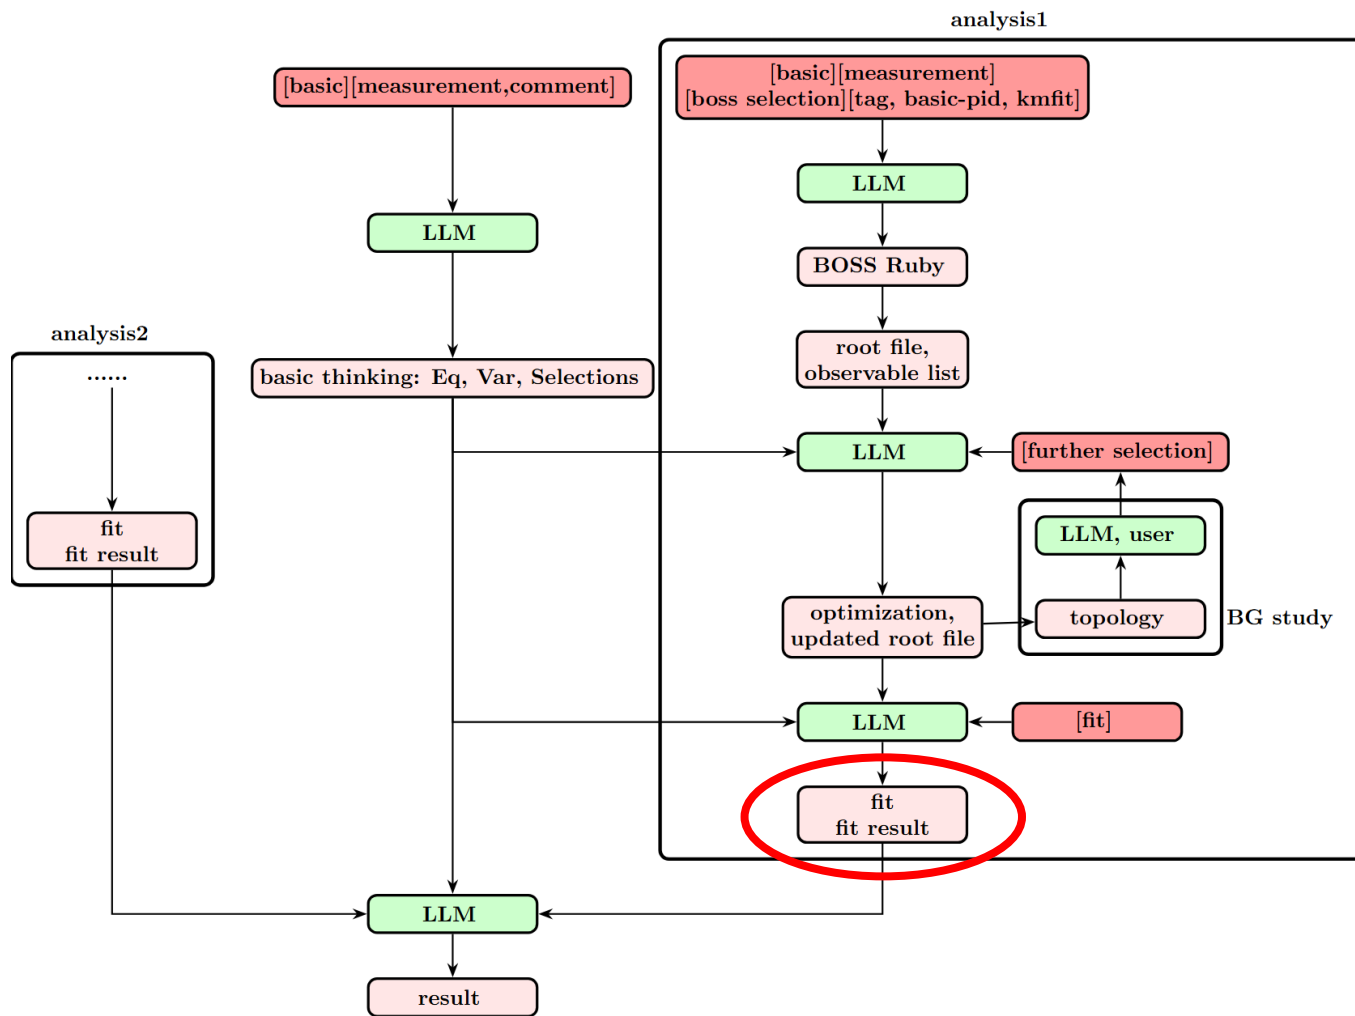 analysis1
[basic][measurement,comment]
[basic][measurement]
[boss selection][tag, basic-pid, kmfit]
LLM
LLM
BOSS Ruby
analysis2
......
root file,
observable list
basic thinking: Eq, Var, Selections
LLM
[further selection]
fit
fit result
LLM, user
optimization,
updated root file
topology
BG study
LLM
[fit]
fit
fit result
LLM
result